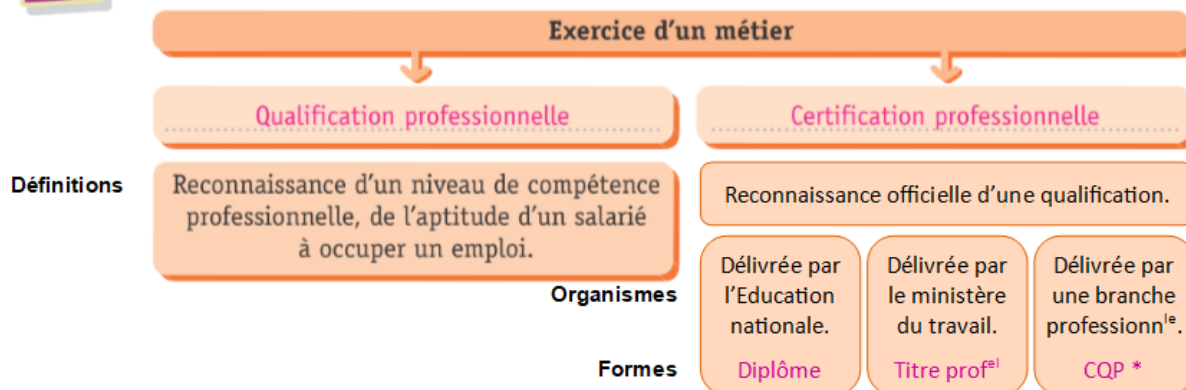 Exercice d'un métier
Qualification professionnelle
Certification professionnelle
Définitions
Reconnaissance d'un niveau de compétence
professionnelle, de l'aptitude d'un salarié
à occuper un emploi.
Reconnaissance officielle d'une qualification.
Organismes
Délivrée par
l'Education
nationale.
Délivrée par
le ministère
du travail.
Délivrée par
une branche
professionnˡᵉ.
Formes
Diplôme
Titre profᵉˡ
CQP *